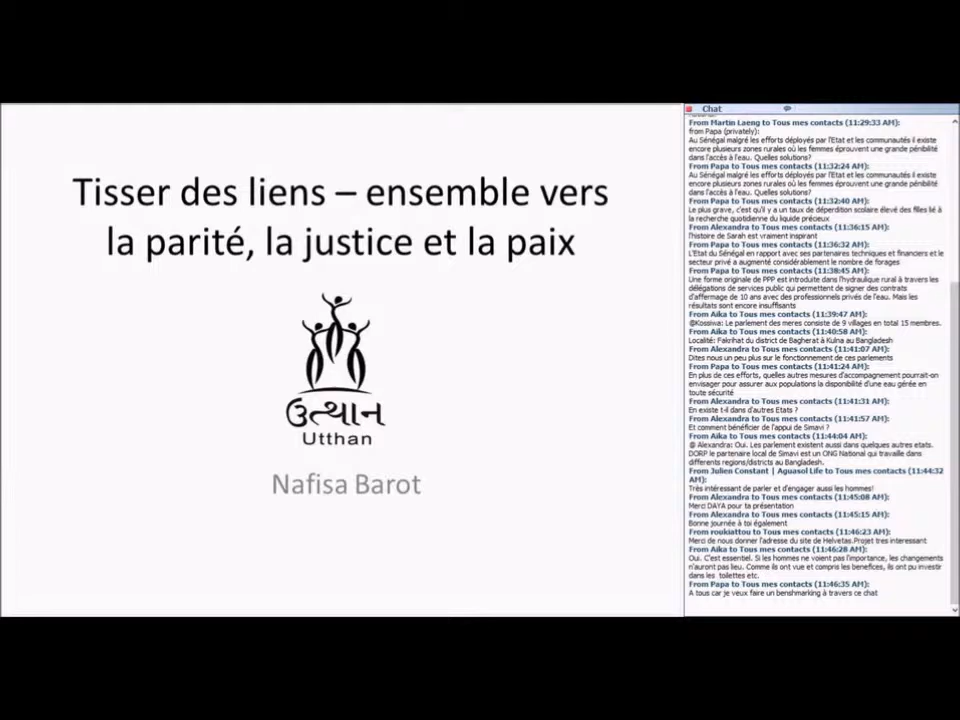 Tisser des liens – ensemble vers
la parité, la justice et la paix
ઉત્થાન
Utthan
Nafisa Barot
Chat
From Martin Laeng to Tous mes contacts (11:29:33 AM):
from Papa (privately):
Au Sénégal malgré les efforts déployés par l'Etat et les communautés il existe
encore plusieurs zones rurales où les femmes éprouvent une grande pénibilité
dans l'accès à l'eau. Quelles solutions?
From Papa to Tous mes contacts (11:32:24 AM):
Au Sénégal malgré les efforts déployés par l'Etat et les communautés il existe
encore plusieurs zones rurales où les femmes éprouvent une grande pénibilité
dans l'accès à l'eau. Quelles solutions?
From Papa to Tous mes contacts (11:32:40 AM):
Le plus grave, c'est qu'il y a un taux de déperdition scolaire élevé des filles lié à
la recherche quotidienne du liquide précieux
From Alexandra to Tous mes contacts (11:36:15 AM):
l'histoire de Sarah est vraiment inspirant
From Papa to Tous mes contacts (11:36:32 AM):
L'Etat du Sénégal en rapport avec ses partenaires techniques et financiers et le
secteur privé a augmenté considérablement le nombre de forages
From Papa to Tous mes contacts (11:38:45 AM):
Une forme originale de PPP est introduite dans l'hydraulique rural à travers les
délégations de services public qui permettent de signer des contrats
d'affermage de 10 ans avec des professionnels privés de l'eau. Mais les
résultats sont encore insuffisants
From Aika to Tous mes contacts (11:39:47 AM):
@Kossiwa: Le parlement des meres consiste de 9 villages en total 15 membres.
From Aika to Tous mes contacts (11:40:58 AM):
Localité: Fakrihat du district de Bagherat à Kulna au Bangladesh
From Alexandra to Tous mes contacts (11:41:07 AM):
Dites nous un peu plus sur le fonctionnement de ces parlements
From Papa to Tous mes contacts (11:41:24 AM):
En plus de ces efforts, quelles autres mesures d'accompagnement pourrait-on
envisager pour assurer aux populations la disponibilité d'une eau gérée en
toute sécurité
From Alexandra to Tous mes contacts (11:41:31 AM):
En existe t-il dans d'autres Etats ?
From Alexandra to Tous mes contacts (11:41:57 AM):
Et comment bénéficier de l'appui de Simavi ?
From Aika to Tous mes contacts (11:44:04 AM):
@ Alexandra: Oui. Les parlement existent aussi dans quelques autres etats.
DORP le partenaire local de Simavi est un ONG National qui travaille dans
differents regions/districts au Bangladesh.
From Julien Constant | Aguasol Life to Tous mes contacts (11:44:32
AM):
Très intéressant de parler et d'engager aussi les hommes!
From Alexandra to Tous mes contacts (11:45:08 AM):
Merci DAYA pour ta présentation
From Alexandra to Tous mes contacts (11:45:15 AM):
Bonne journée à toi également
From roukiattou to Tous mes contacts (11:46:23 AM):
Merci de nous donner l'adresse du site de Helvetas.Projet tres interessant
From Aika to Tous mes contacts (11:46:28 AM):
Oui. C'est essentiel. Si les hommes ne voient pas l'importance, les changements
n'auront pas lieu. Comme ils ont vue et compris les benefices, ils ont pu investir
dans les toilettes etc.
From Papa to Tous mes contacts (11:46:35 AM):
A tous car je veux faire un benshmarking à travers ce chat